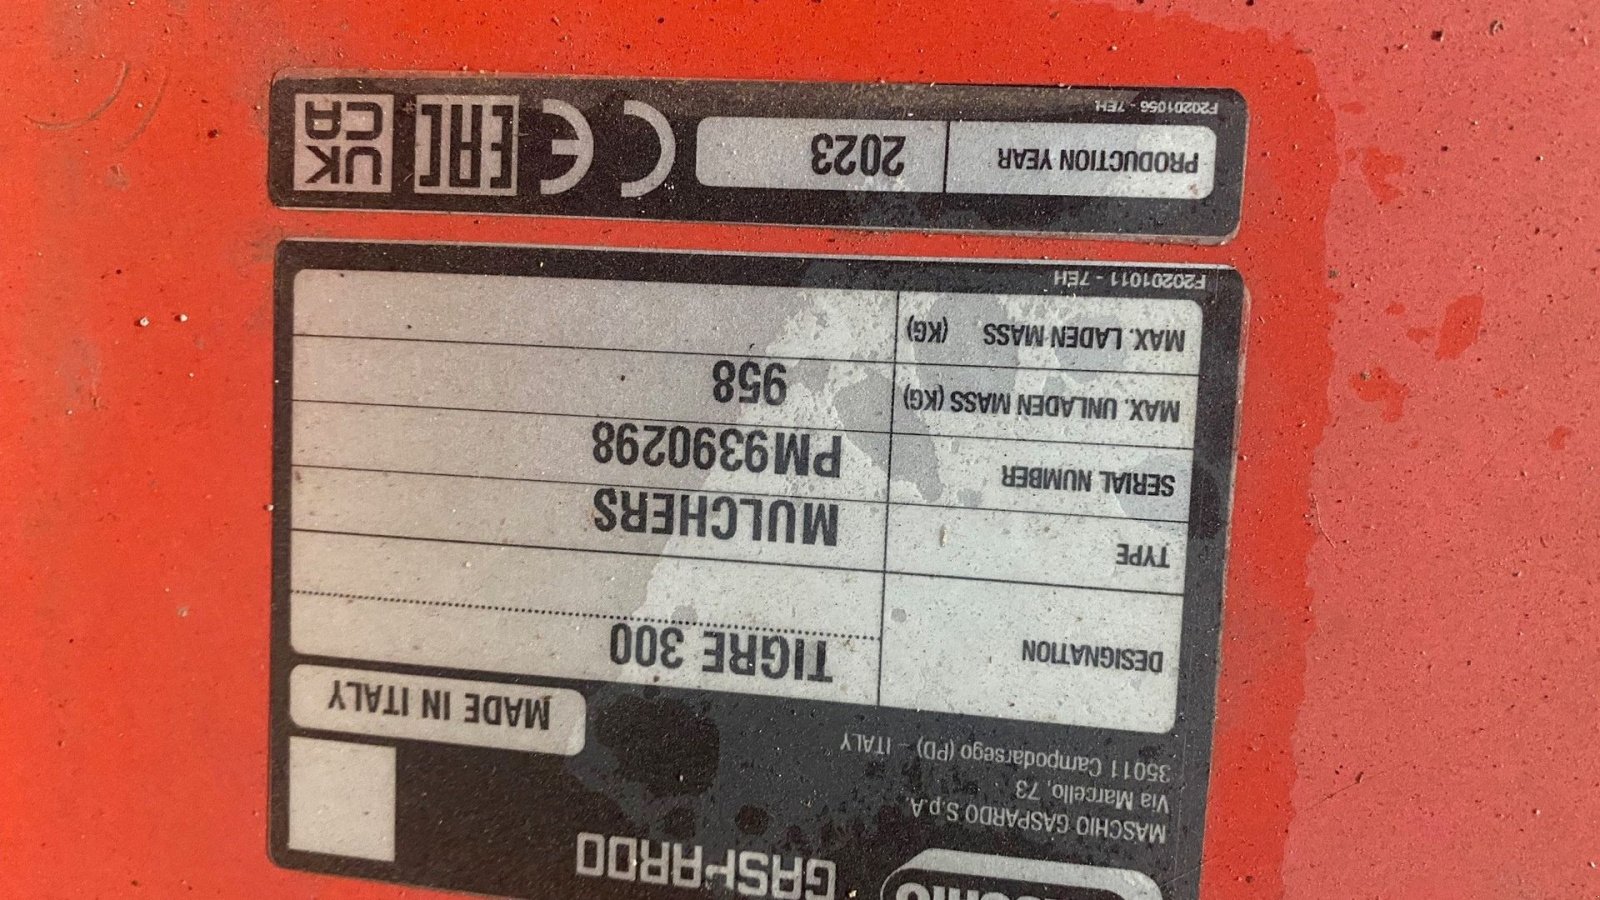 GASPARDO
MASCHIO GASPARDO S.p.A.
Via Marcello, 73
35011 Campodarsego (PD) - ITALY
MADE IN ITALY
DESIGNATION TIGRE 300
TYPE MULCHERS
SERIAL NUMBER PM9390298
MAX. UNLADEN MASS (KG) 958
MAX. LADEN MASS (KG)
F20201011 - 7EH
PRODUCTION YEAR 2023 CE EAC UK CA
F20201056 - 7EH